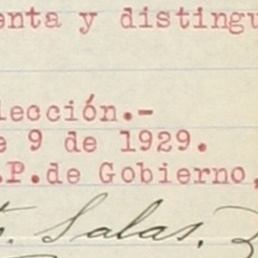 enta y distingu
lección.-
e 9 de 1929.
.P.de Gobierno,
Salas,